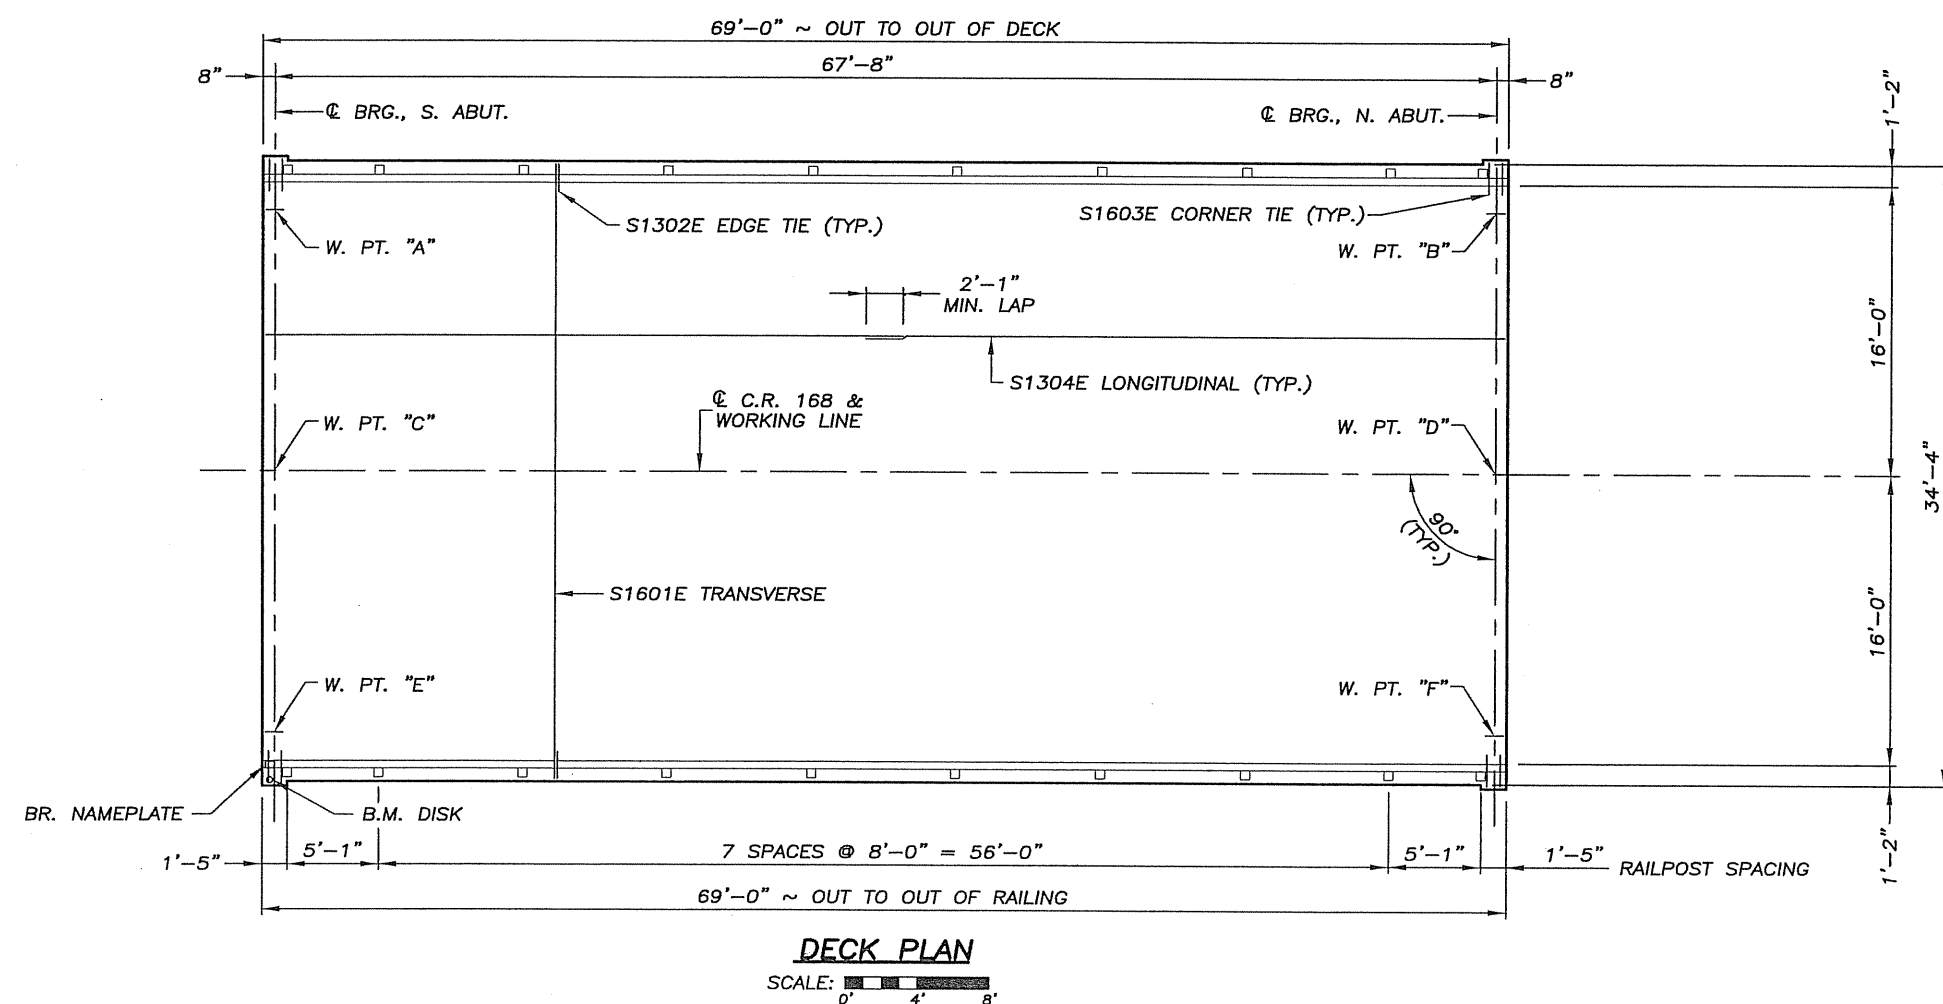 69'-0" ~ OUT TO OUT OF DECK
8"
67'-8"
8"
℄ BRG., S. ABUT.
℄ BRG., N. ABUT.
1'-2"
S1302E EDGE TIE (TYP.)
S1603E CORNER TIE (TYP.)
W. PT. "A"
W. PT. "B"
2'-1"
MIN. LAP
16'-0"
S1304E LONGITUDINAL (TYP.)
℄ C.R. 168 &
WORKING LINE
W. PT. "C"
W. PT. "D"
34'-4"
90°
(TYP.)
S1601E TRANSVERSE
16'-0"
W. PT. "E"
W. PT. "F"
BR. NAMEPLATE
B.M. DISK
1'-5"
5'-1"
7 SPACES @ 8'-0" = 56'-0"
5'-1"
1'-5"
RAILPOST SPACING
1'-2"
69'-0" ~ OUT TO OUT OF RAILING
DECK PLAN
SCALE:
0' 4' 8'